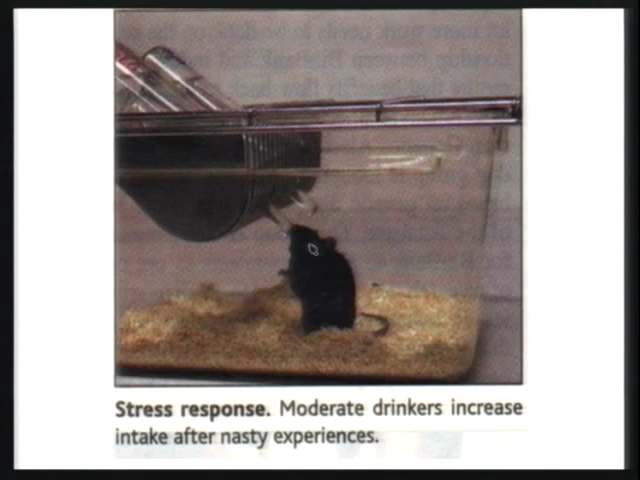 Stress response. Moderate drinkers increase
intake after nasty experiences.